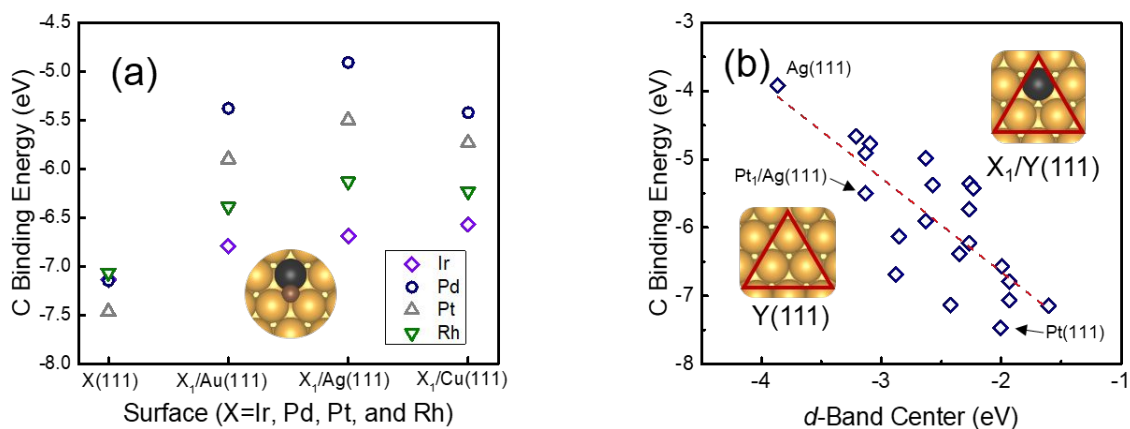 (a)
C Binding Energy (eV)
-4.5
-5.0
-5.5
-6.0
-6.5
-7.0
-7.5
-8.0
Ir
Pd
Pt
Rh
X(111) X₁/Au(111) X₁/Ag(111) X₁/Cu(111)
Surface (X=Ir, Pd, Pt, and Rh)
(b)
C Binding Energy (eV)
-3
-4
-5
-6
-7
-8
Ag(111)
X₁/Y(111)
Pt₁/Ag(111)
Y(111)
Pt(111)
-4 -3 -2 -1
d-Band Center (eV)